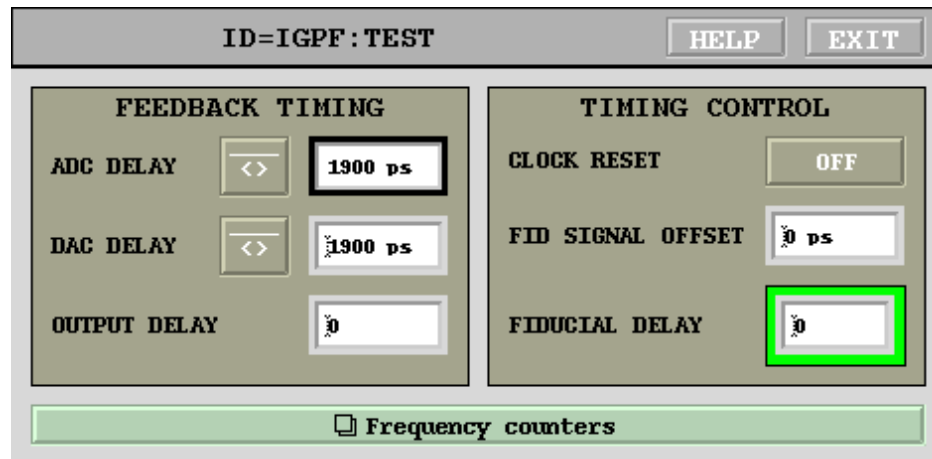 ID=IGPF:TEST HELP EXIT
FEEDBACK TIMING
ADC DELAY <> 1900 ps
DAC DELAY <> 1900 ps
OUTPUT DELAY 0
TIMING CONTROL
CLOCK RESET OFF
FID SIGNAL OFFSET 0 ps
FIDUCIAL DELAY 0
Frequency counters